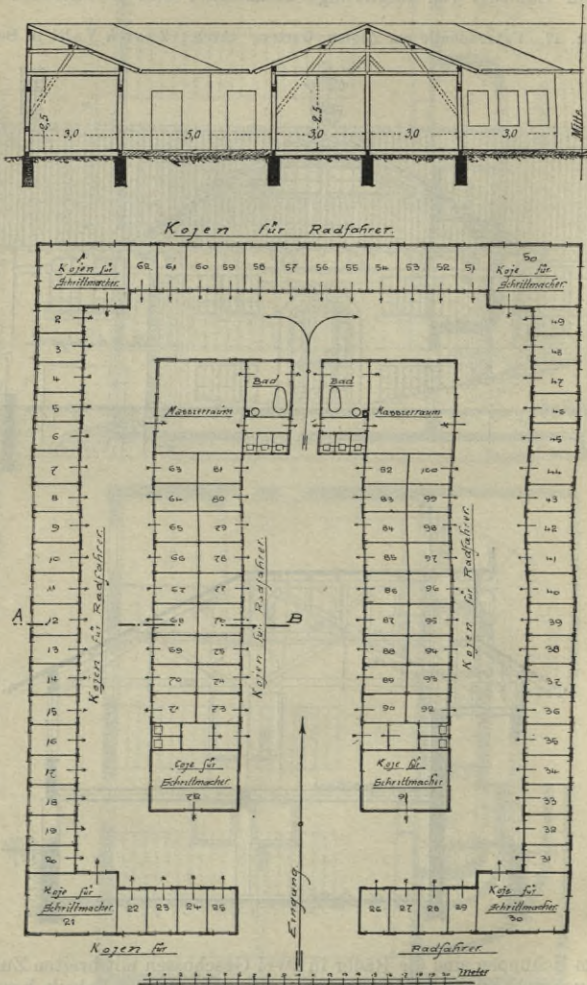 2,5
3,0
5,0
3,0
2,5
3,0
3,0
Mitte
Kojen für Radfahrer.
1
Kojen für
Schrittmacher.
62 61 60 59 58 57 56 55 54 53 52 51
50
Koje für
Schrittmacher.
2
3
4
5
6
7
8
9
10
11
12
13
14
15
16
17
18
19
20
Kojen für Radfahrer.
A
Masseurraum
Bad
63 81
64 80
65 79
66 78
67 77
68 76
69 75
70 74
71 73
B
Koje für
Schrittmacher
72
Kojen für Radfahrer.
Bad
Masseurraum
82 100
83 99
84 98
85 97
86 96
87 95
88 94
89 93
90 92
Koje für
Schrittmacher
91
Kojen für Radfahrer.
49
48
47
46
45
44
43
42
41
40
39
38
37
36
35
34
33
32
31
Koje für
Schrittmacher
21
22 23 24 25
Eingang
26 27 28 29
Koje für
Schrittmacher.
30
Kojen für
Radfahrer
Meter